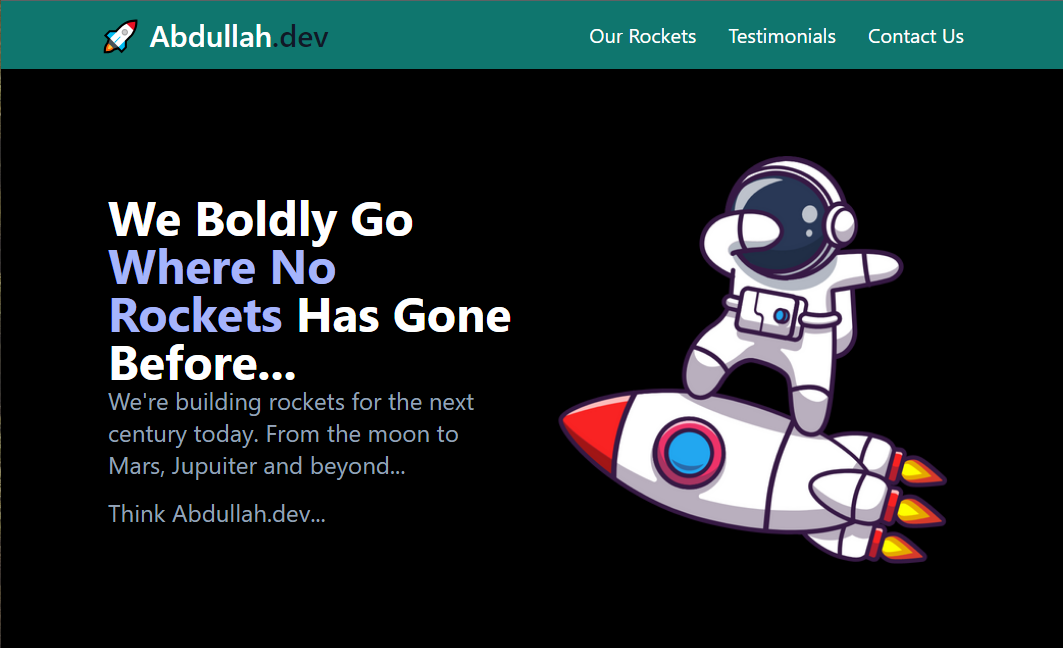 Abdullah.dev
Our Rockets
Testimonials
Contact Us
We Boldly Go
Where No
Rockets Has Gone
Before...
We're building rockets for the next
century today. From the moon to
Mars, Jupuiter and beyond...
Think Abdullah.dev...